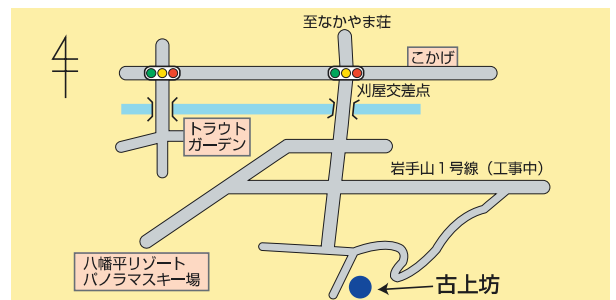 至なかやま荘
こかげ
刈屋交差点
トラウト
ガーデン
岩手山1号線（工事中）
八幡平リゾート
パノラマスキー場
古上坊